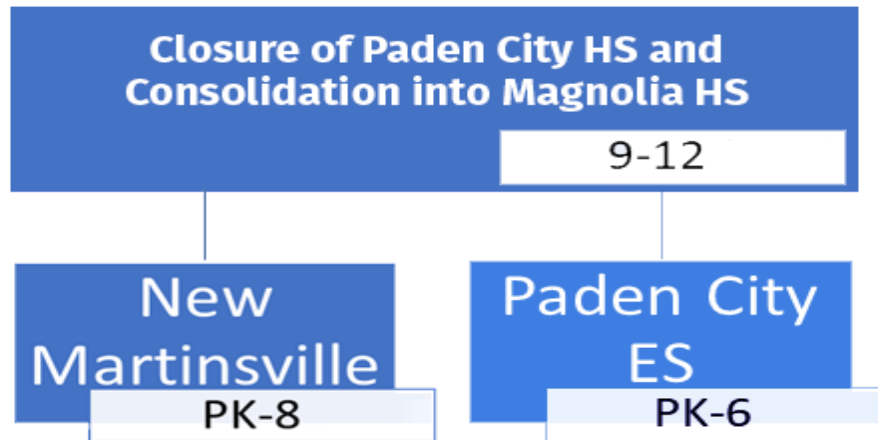 Closure of Paden City HS and
Consolidation into Magnolia HS
9-12
New
Martinsville
PK-8
Paden City
ES
PK-6